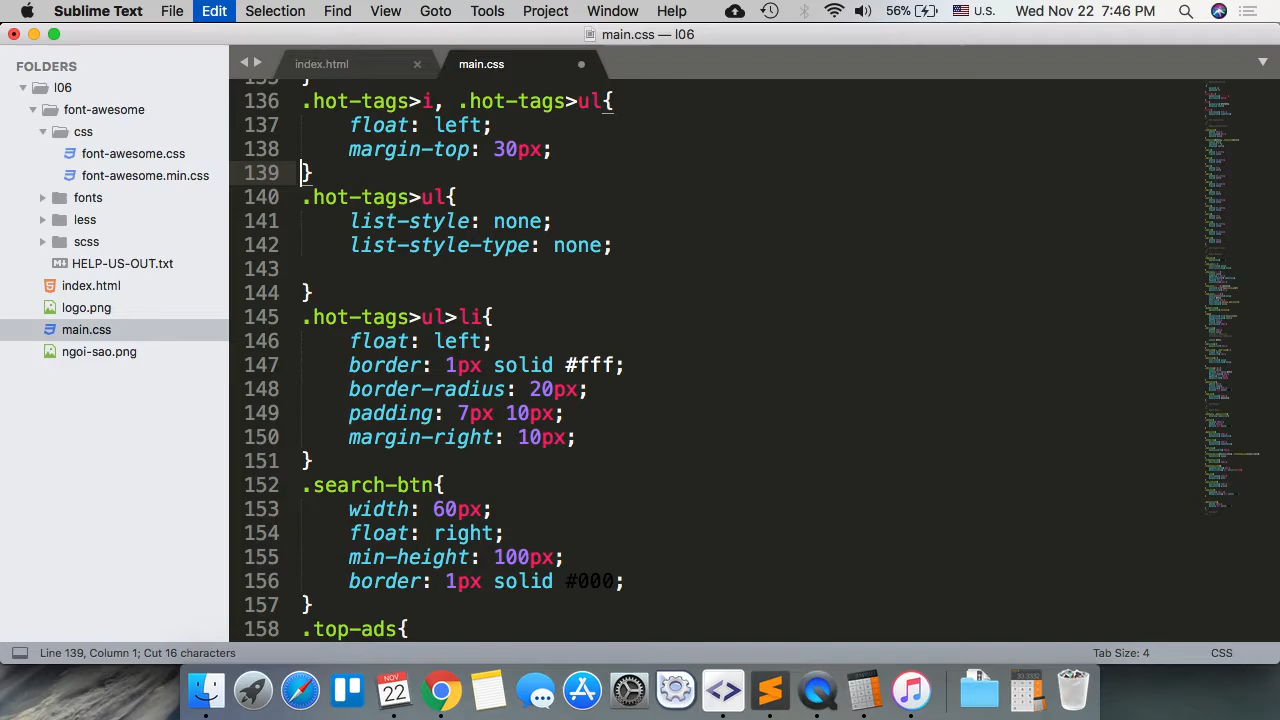 Sublime Text File Edit Selection Find View Goto Tools Project Window Help 56% U.S. Wed Nov 22 7:46 PM
main.css — l06
FOLDERS
l06
font-awesome
css
font-awesome.css
font-awesome.min.css
fonts
less
scss
HELP-US-OUT.txt
index.html
logo.png
main.css
ngoi-sao.png
index.html × main.css
136 .hot-tags>i, .hot-tags>ul{
137 float: left;
138 margin-top: 30px;
139 }
140 .hot-tags>ul{
141 list-style: none;
142 list-style-type: none;
143
144 }
145 .hot-tags>ul>li{
146 float: left;
147 border: 1px solid #fff;
148 border-radius: 20px;
149 padding: 7px 10px;
150 margin-right: 10px;
151 }
152 .search-btn{
153 width: 60px;
154 float: right;
155 min-height: 100px;
156 border: 1px solid #000;
157 }
158 .top-ads{
Line 139, Column 1; Cut 16 characters Tab Size: 4 CSS
NOV
22